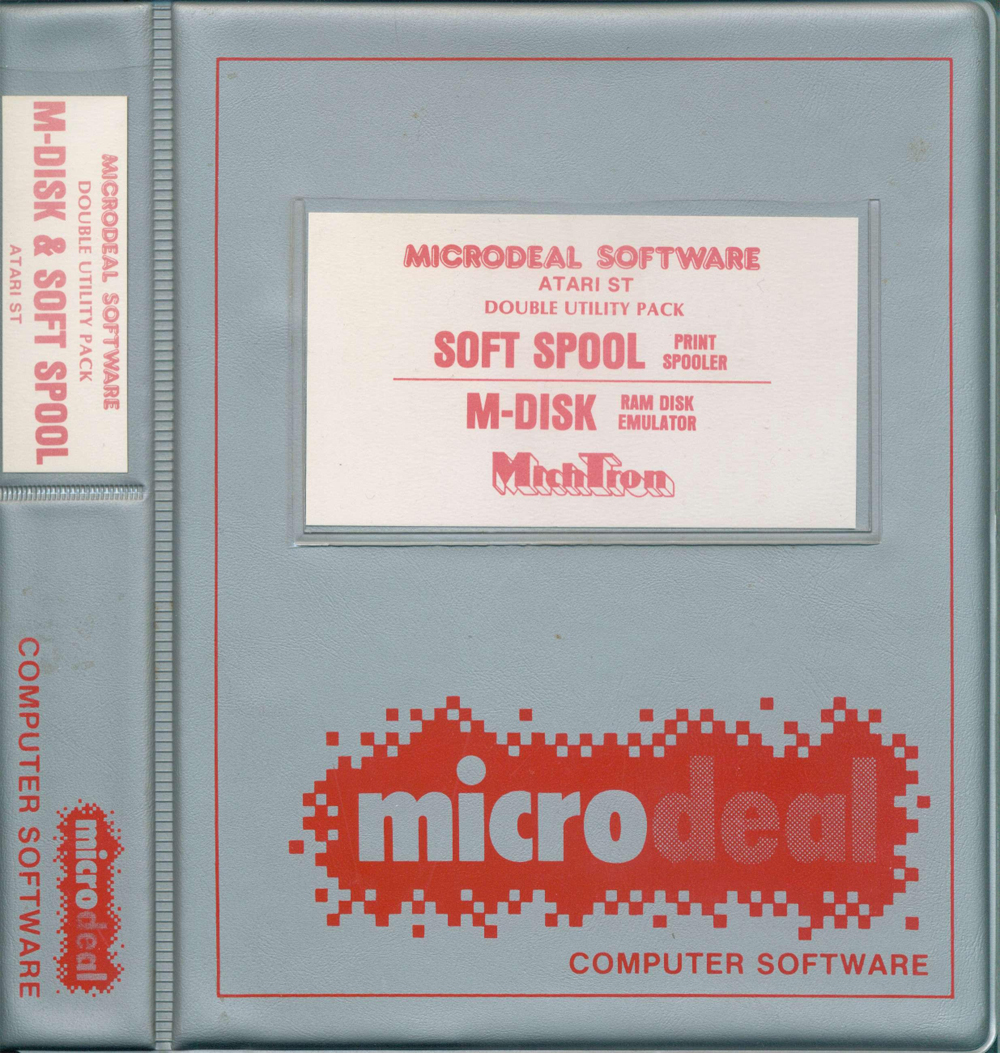 MICRODEAL SOFTWARE
DOUBLE UTILITY PACK
M-DISK & SOFT SPOOL
ATARI ST
COMPUTER SOFTWARE
microdeal
MICRODEAL SOFTWARE
ATARI ST
DOUBLE UTILITY PACK
SOFT SPOOL PRINT SPOOLER
M-DISK RAM DISK EMULATOR
MichTron
microdeal
COMPUTER SOFTWARE